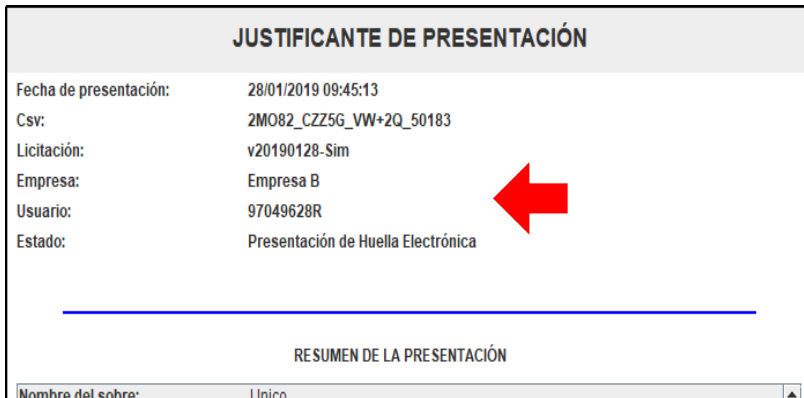 JUSTIFICANTE DE PRESENTACIÓN
Fecha de presentación: 28/01/2019 09:45:13
Csv: 2MO82_CZZ5G_VW+2Q_50183
Licitación: v20190128-Sim
Empresa: Empresa B
Usuario: 97049628R
Estado: Presentación de Huella Electrónica
RESUMEN DE LA PRESENTACIÓN
Nombre del sobre: Unico